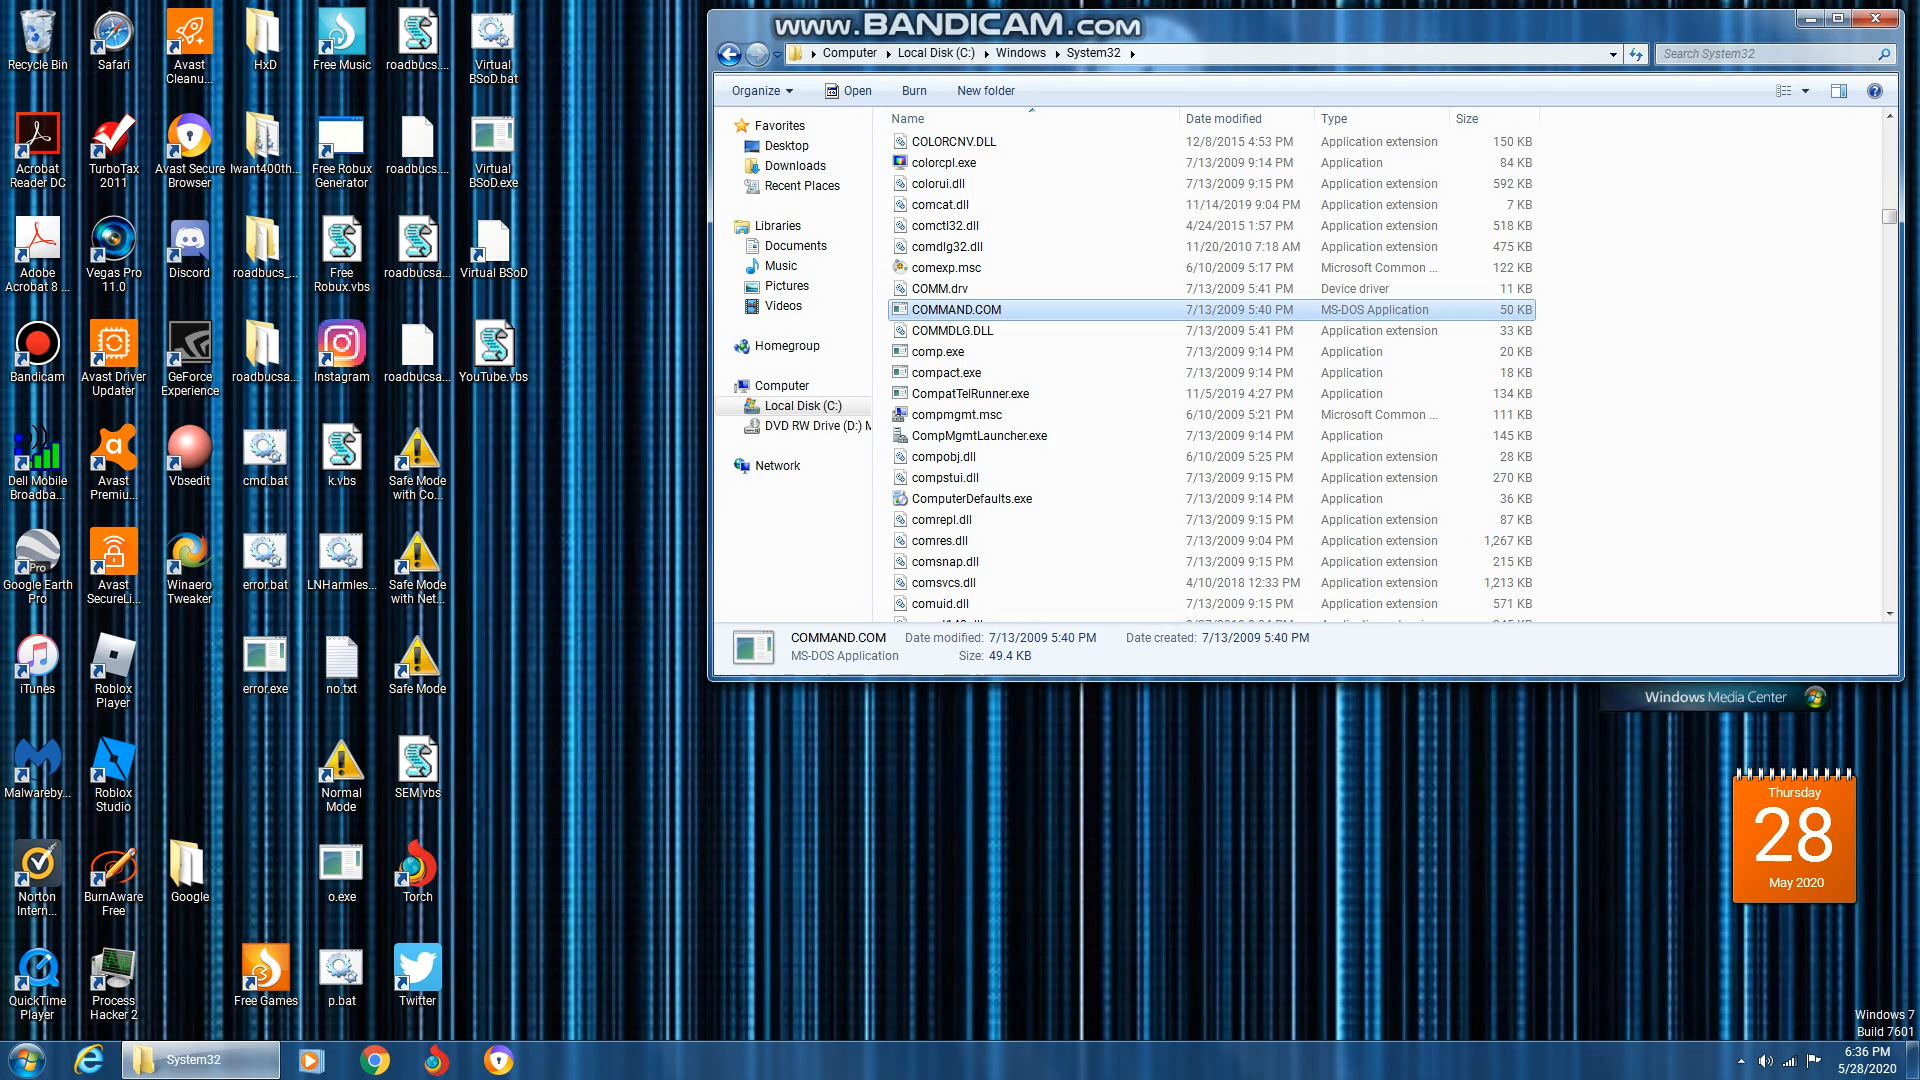 Recycle Bin
Safari
Avast
Cleanu...
HxD
Free Music
roadbucs....
Virtual
BSoD.bat
Acrobat
Reader DC
TurboTax
2011
Avast Secure
Browser
Iwant400th...
Free Robux
Generator
roadbucs....
Virtual
BSoD.exe
Adobe
Acrobat 8 ...
Vegas Pro
11.0
Discord
roadbucs_...
Free
Robux.vbs
roadbucsa...
Virtual BSoD
Bandicam
Avast Driver
Updater
GeForce
Experience
roadbucsa...
Instagram
roadbucsa...
YouTube.vbs
Dell Mobile
Broadba...
Avast
Premiu...
Vbsedit
cmd.bat
k.vbs
Safe Mode
with Co...
Pro
Google Earth
Pro
Avast
SecureLi...
Winaero
Tweaker
error.bat
LNHarmles...
Safe Mode
with Net...
iTunes
Roblox
Player
error.exe
no.txt
Safe Mode
Malwareby...
Roblox
Studio
Normal
Mode
SEM.vbs
Norton
Intern...
BurnAware
Free
Google
o.exe
Torch
QuickTime
Player
Process
Hacker 2
Free Games
p.bat
Twitter
www.BANDICAM.com
Computer
Local Disk (C:)
Windows
System32
Search System32
Organize
Open
Burn
New folder
Favorites
Desktop
Downloads
Recent Places
Libraries
Documents
Music
Pictures
Videos
Homegroup
Computer
Local Disk (C:)
DVD RW Drive (D:) M
Network
Name Date modified Type Size
COLORCNV.DLL 12/8/2015 4:53 PM Application extension 150 KB
colorcpl.exe 7/13/2009 9:14 PM Application 84 KB
colorui.dll 7/13/2009 9:15 PM Application extension 592 KB
comcat.dll 11/14/2019 9:04 PM Application extension 7 KB
comctl32.dll 4/24/2015 1:57 PM Application extension 518 KB
comdlg32.dll 11/20/2010 7:18 AM Application extension 475 KB
comexp.msc 6/10/2009 5:17 PM Microsoft Common ... 122 KB
COMM.drv 7/13/2009 5:41 PM Device driver 11 KB
COMMAND.COM 7/13/2009 5:40 PM MS-DOS Application 50 KB
COMMDLG.DLL 7/13/2009 5:41 PM Application extension 33 KB
comp.exe 7/13/2009 9:14 PM Application 20 KB
compact.exe 7/13/2009 9:14 PM Application 18 KB
CompatTelRunner.exe 11/5/2019 4:27 PM Application 134 KB
compmgmt.msc 6/10/2009 5:21 PM Microsoft Common ... 111 KB
CompMgmtLauncher.exe 7/13/2009 9:14 PM Application 145 KB
compobj.dll 6/10/2009 5:25 PM Application extension 28 KB
compstui.dll 7/13/2009 9:15 PM Application extension 270 KB
ComputerDefaults.exe 7/13/2009 9:14 PM Application 36 KB
comrepl.dll 7/13/2009 9:15 PM Application extension 87 KB
comres.dll 7/13/2009 9:04 PM Application extension 1,267 KB
comsnap.dll 7/13/2009 9:15 PM Application extension 215 KB
comsvcs.dll 4/10/2018 12:33 PM Application extension 1,213 KB
comuid.dll 7/13/2009 9:15 PM Application extension 571 KB
COMMAND.COM Date modified: 7/13/2009 5:40 PM Date created: 7/13/2009 5:40 PM
MS-DOS Application Size: 49.4 KB
Windows Media Center
Thursday
28
May 2020
Windows 7
Build 7601
System32
6:36 PM
5/28/2020